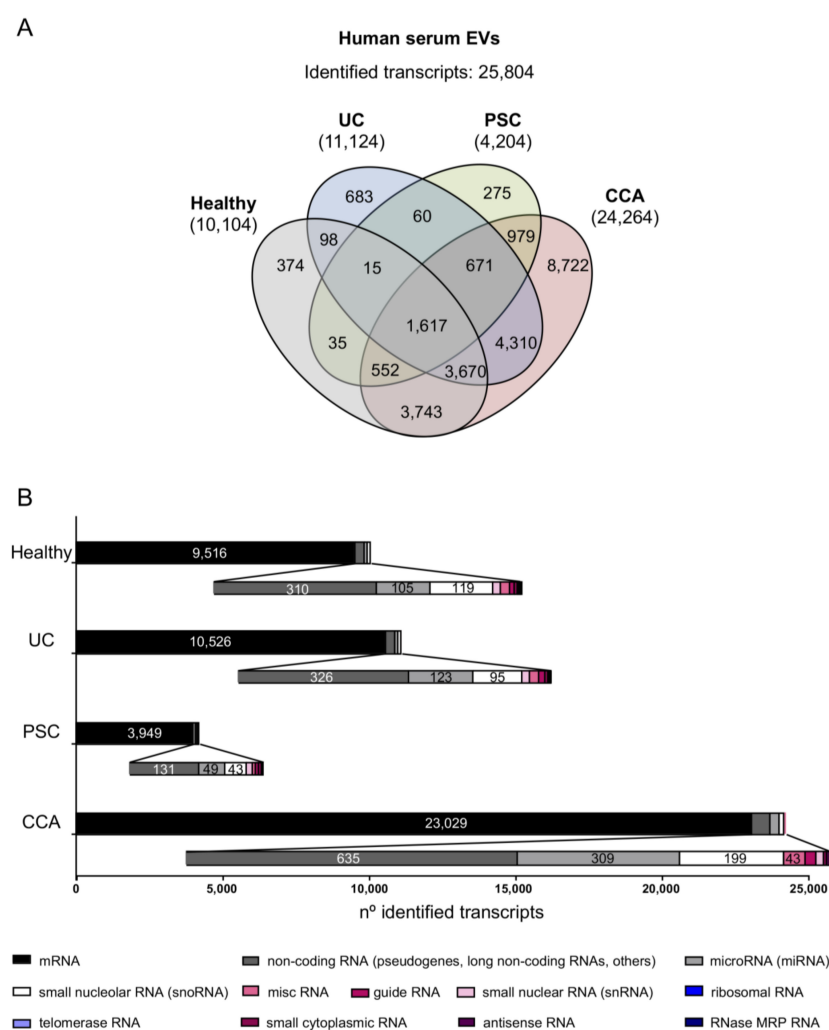 A
Human serum EVs
Identified transcripts: 25,804
UC
(11,124)
PSC
(4,204)
Healthy
(10,104)
CCA
(24,264)
683
275
60
98
979
374
15
671
8,722
1,617
35
4,310
552
3,670
3,743
B
Healthy
9,516
310 105 119
UC
10,526
326 123 95
PSC
3,949
131 49 43
CCA
23,029
635 309 199 43
0 5,000 10,000 15,000 20,000 25,000
nº identified transcripts
mRNA non-coding RNA (pseudogenes, long non-coding RNAs, others) microRNA (miRNA)
small nucleolar RNA (snoRNA) misc RNA guide RNA small nuclear RNA (snRNA) ribosomal RNA
telomerase RNA small cytoplasmic RNA antisense RNA RNase MRP RNA